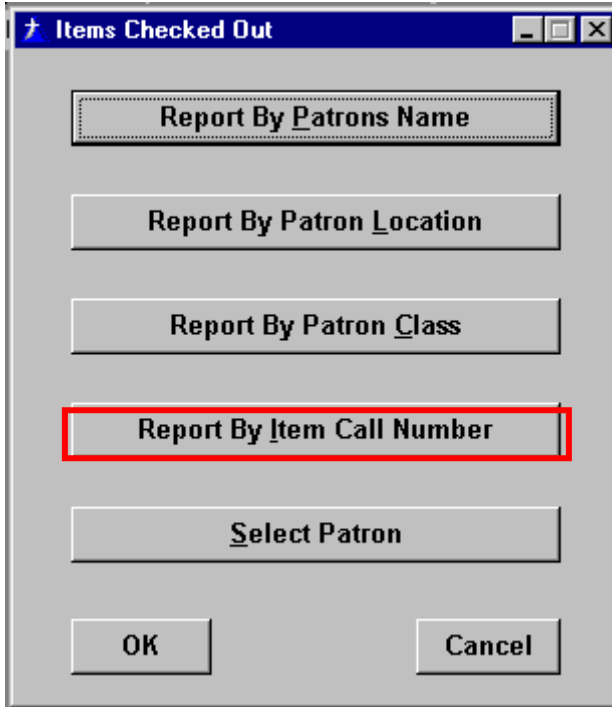 Items Checked Out
Report By Patrons Name
Report By Patron Location
Report By Patron Class
Report By Item Call Number
Select Patron
OK Cancel